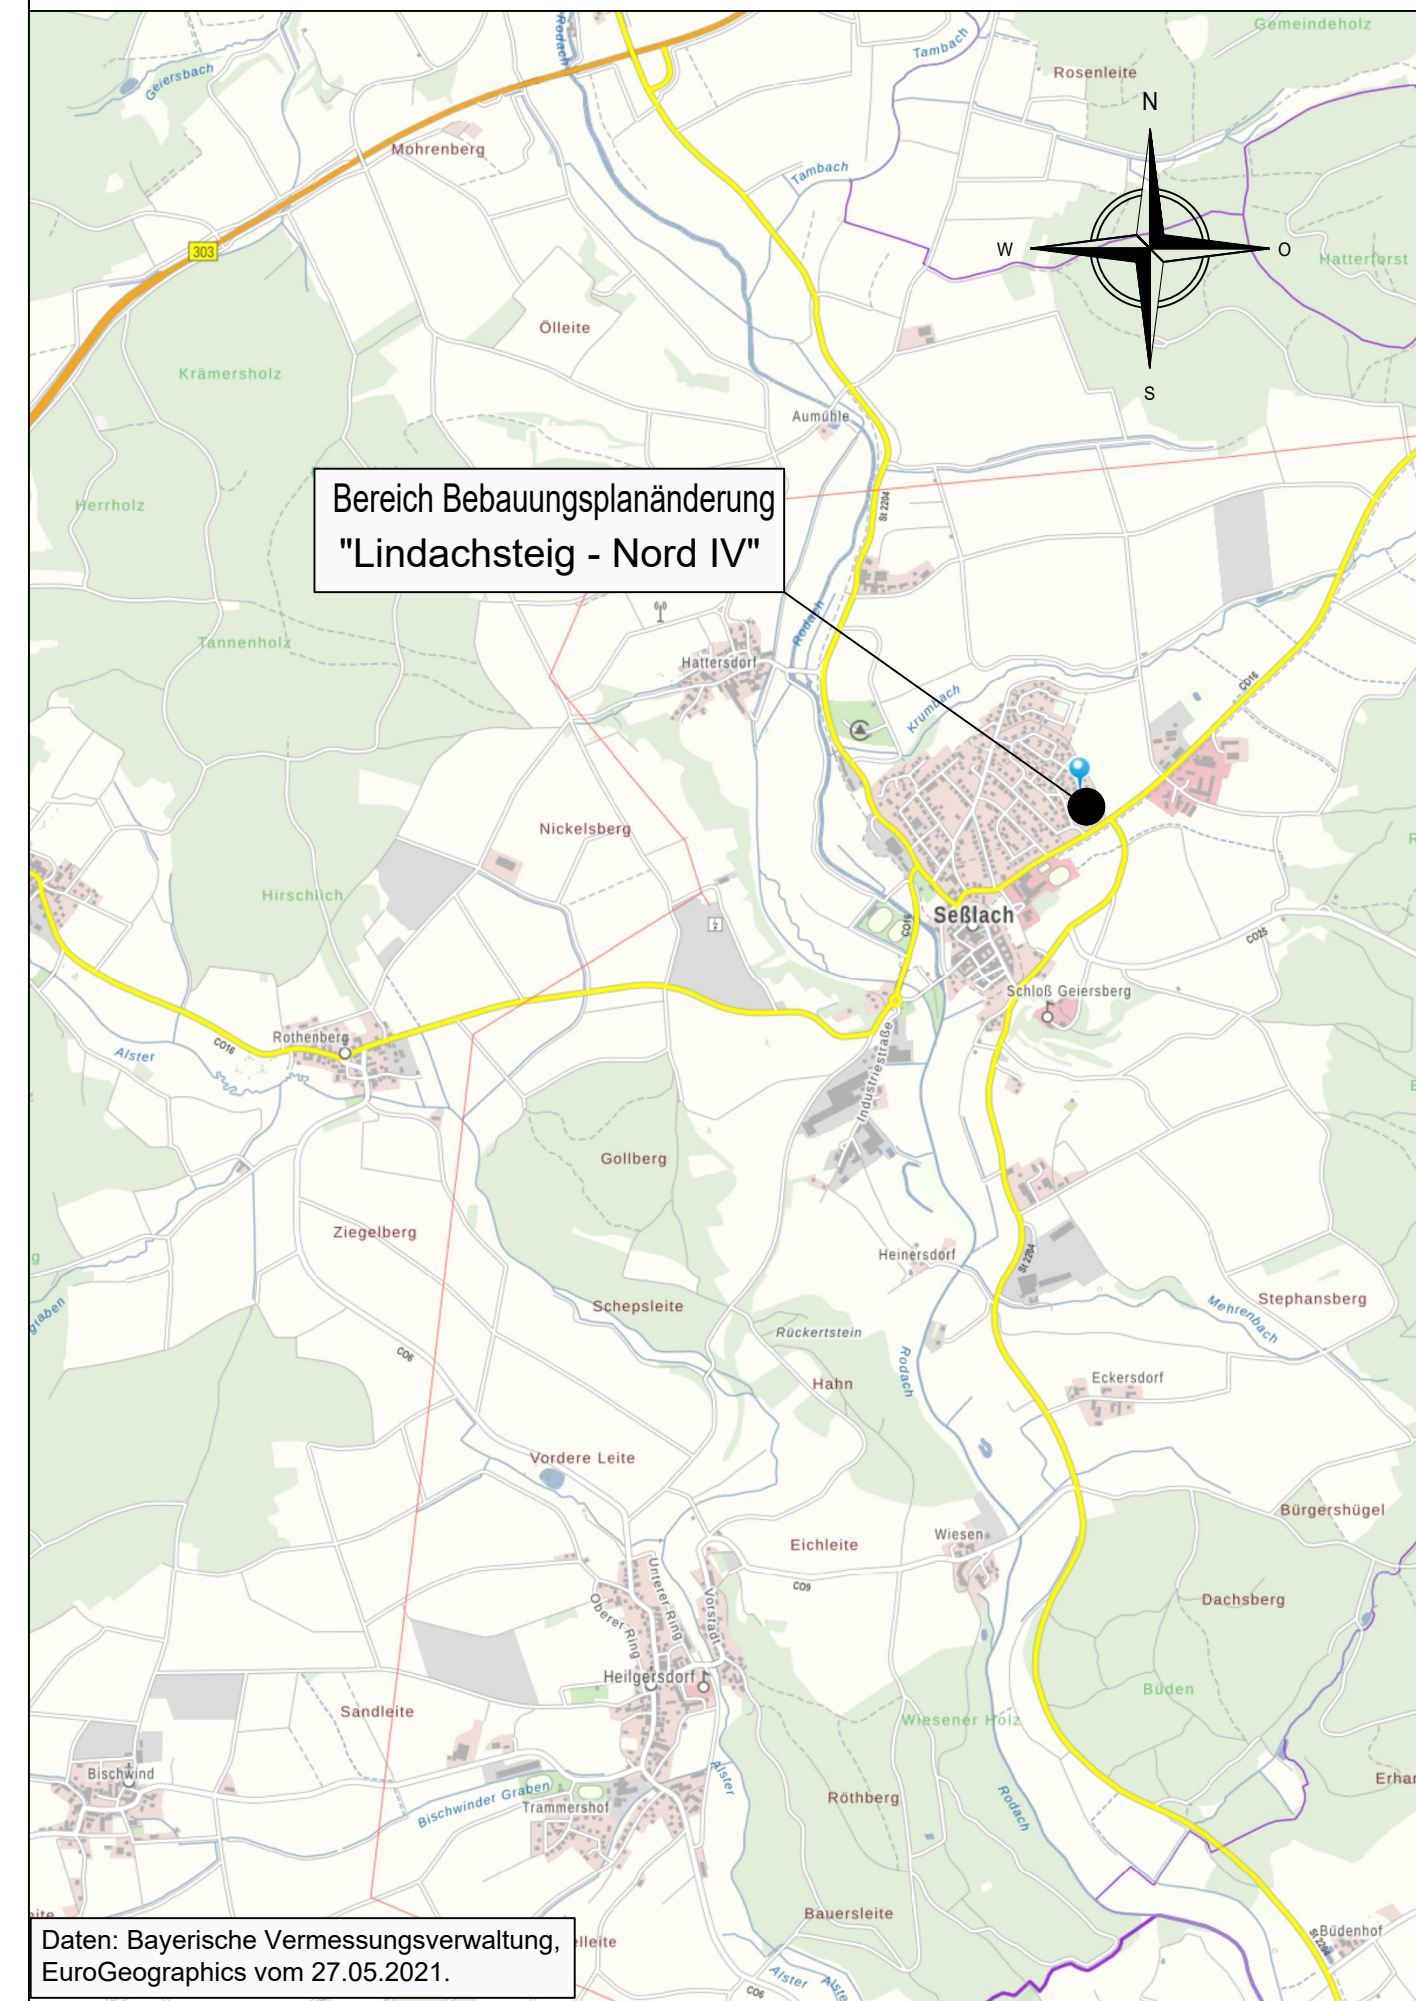 Gemeindeholz
Rodach
Tambach
Geiersbach
Rosenleite
N
Mohrenberg
Tambach
303
W
O
Hatterforst
Ölleite
Krämersholz
S
Aumühle
Bereich Bebauungsplanänderung
"Lindachsteig - Nord IV"
Herrholz
St 2204
Rodach
Tannenholz
Hattersdorf
CO16
Krumbach
Nickelsberg
Hirschlich
Seßlach
CO16
CO25
Schloß Geiersberg
Rothenberg
CO16
Alster
Industriestraße
Gollberg
Ziegelberg
Heinersdorf
St 2204
Schepsleite
Mehrenbach
Stephansberg
graben
Rückertstein
CO6
Rodach
Hahn
Eckersdorf
Vordere Leite
Bürgershügel
Eichleite
Wiesen
CO9
Unterer Ring
Oberer Ring
Vorstadt
Dachsberg
Heilgersdorf
Büden
Sandleite
Wiesener Holz
Bischwind
Alster
Erhar
Bischwinder Graben
Trammershof
Röthberg
Rodach
Bauersleite
Daten: Bayerische Vermessungsverwaltung,
EuroGeographics vom 27.05.2021.
lleite
St 2204
Büdenhof
Alster
CO6